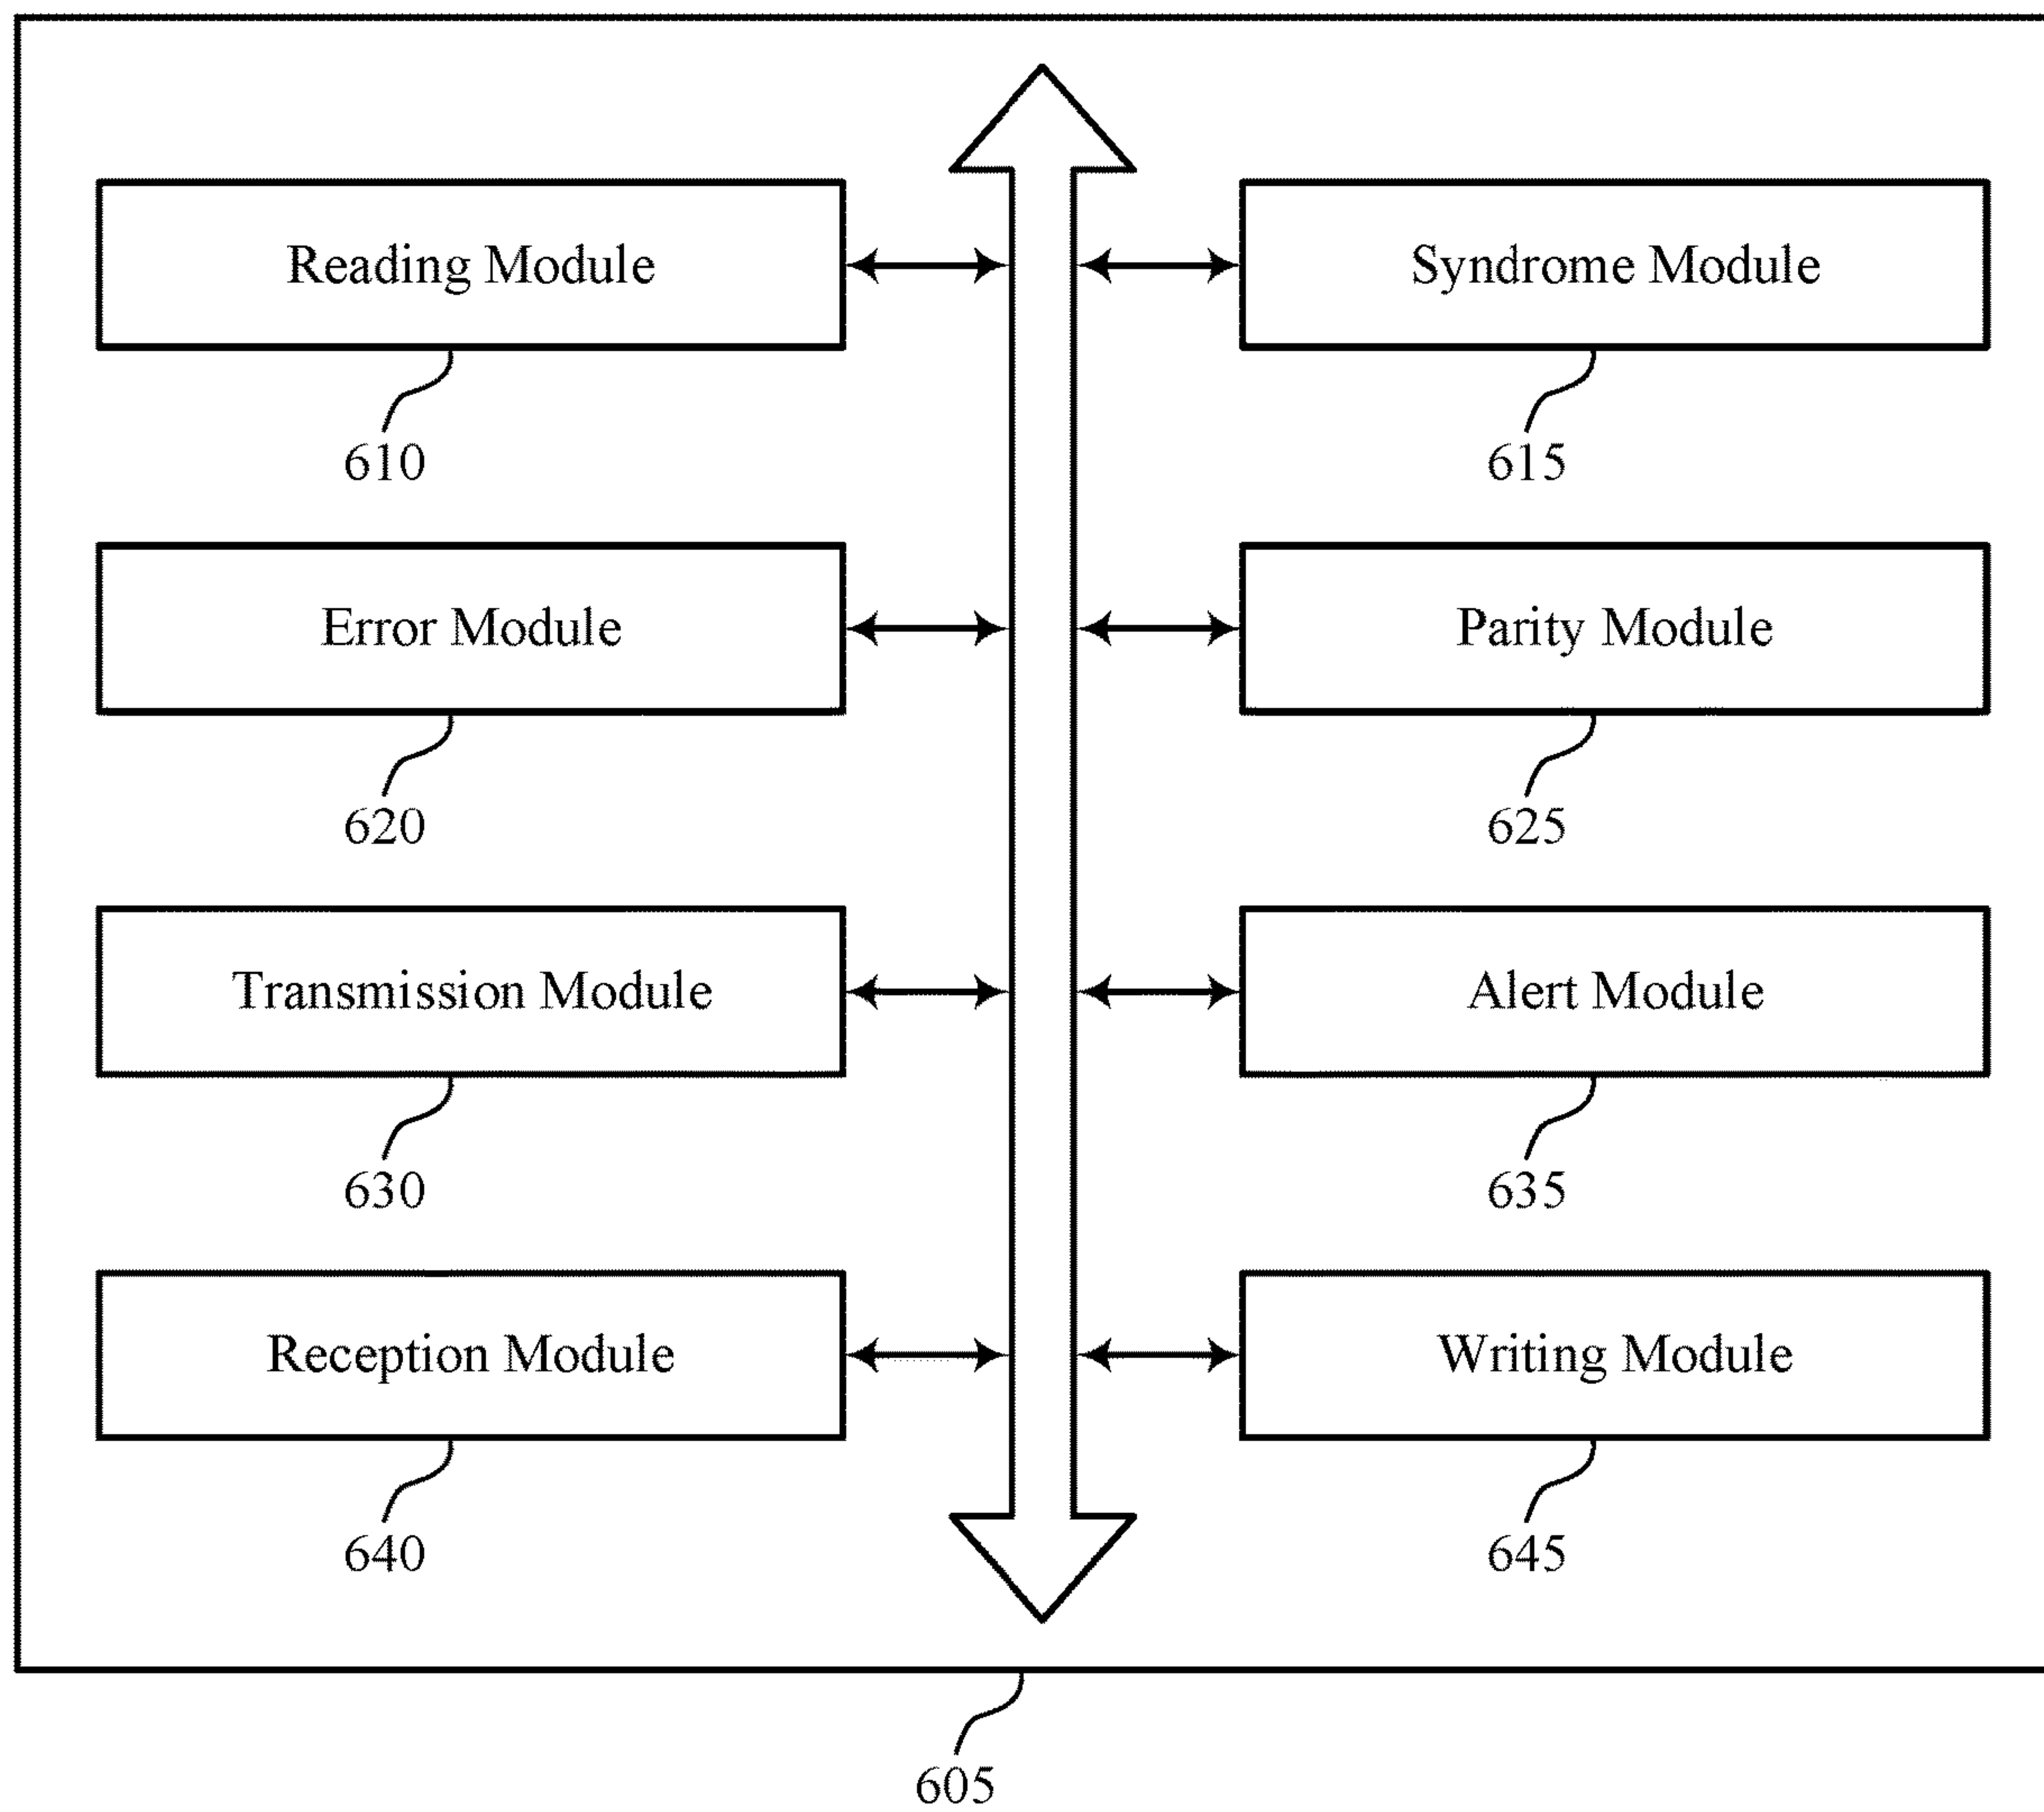 Reading Module
Syndrome Module
610
615
Error Module
Parity Module
620
625
Transmission Module
Alert Module
630
635
Reception Module
Writing Module
640
645
605